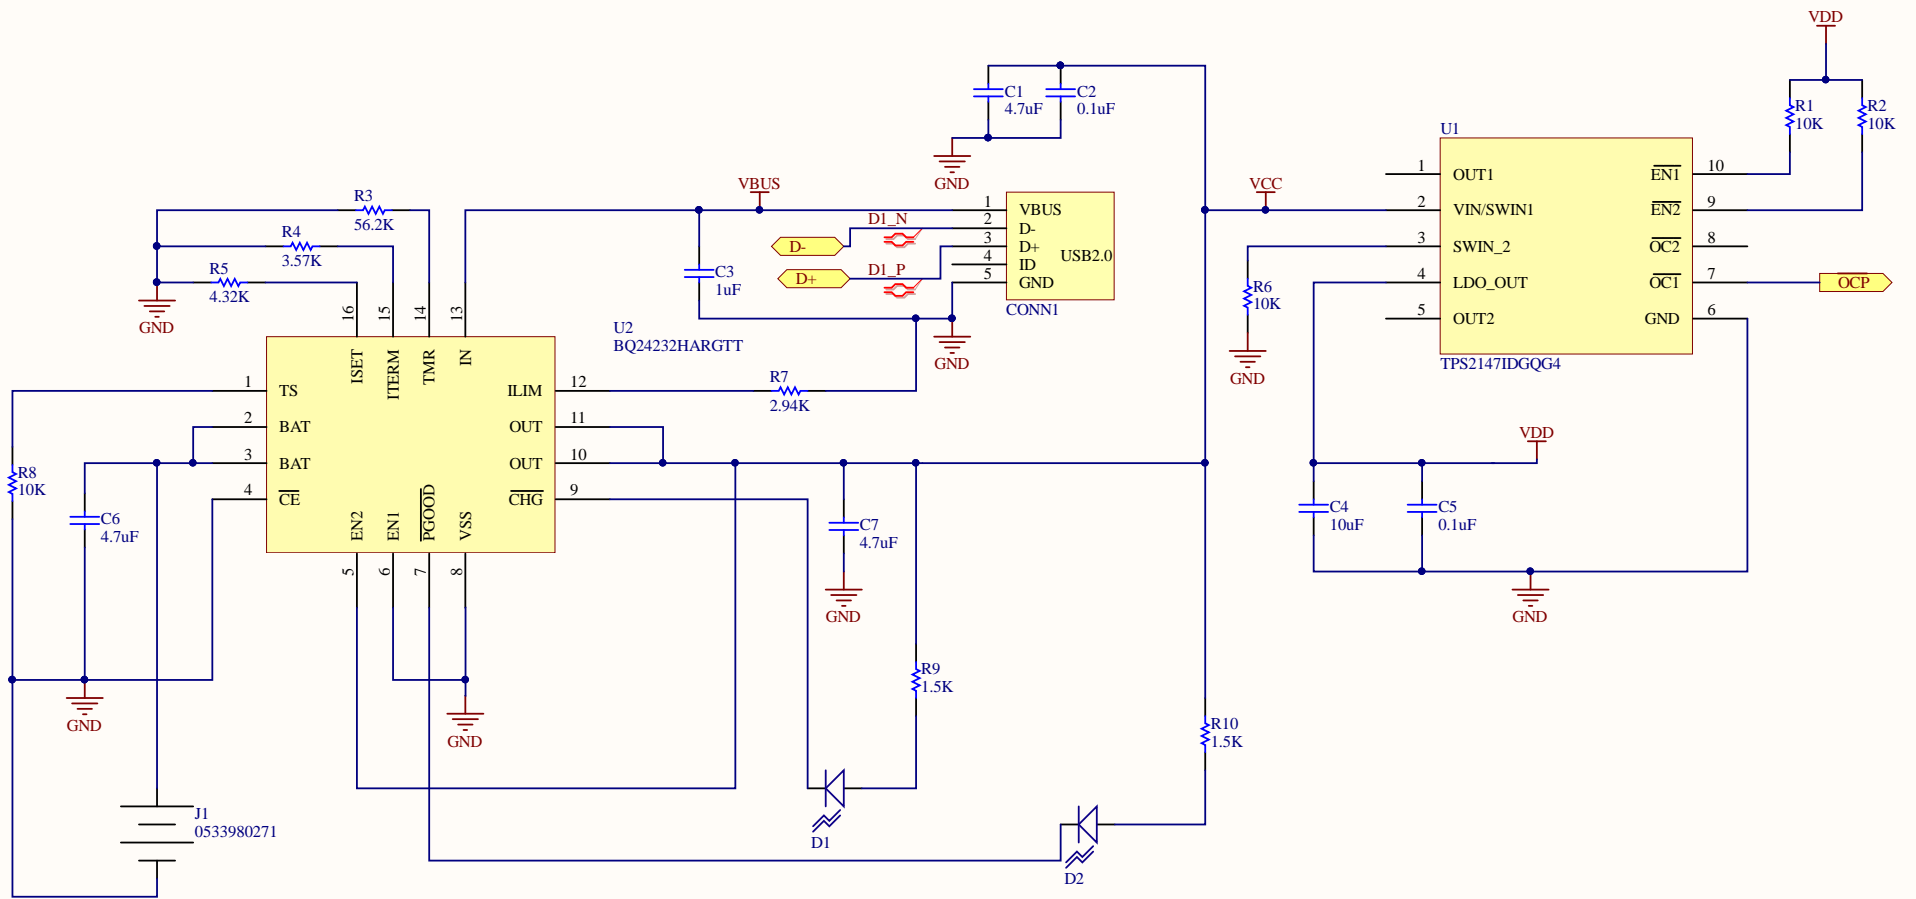 VDD
C1
4.7uF
C2
0.1uF
R1
10K
R2
10K
GND
U1
1
OUT1
EN1
10
2
VIN/SWIN1
EN2
9
3
SWIN_2
OC2
8
4
LDO_OUT
OC1
7
OCP
5
OUT2
GND
6
TPS2147IDGQG4
VBUS
VCC
R3
56.2K
R4
3.57K
R5
4.32K
GND
D1_N
D-
D1_P
D+
1
VBUS
2
D-
3
D+
4
ID
5
GND
USB2.0
CONN1
C3
1uF
GND
R6
10K
GND
16
15
14
13
U2
BQ24232HARGTT
ISET
ITERM
TMR
IN
1
TS
2
BAT
3
BAT
4
CE
ILIM
12
OUT
11
OUT
10
CHG
9
EN2
EN1
PGOOD
VSS
5
6
7
8
R7
2.94K
R8
10K
C6
4.7uF
C7
4.7uF
GND
VDD
C4
10uF
C5
0.1uF
GND
GND
GND
R9
1.5K
R10
1.5K
J1
0533980271
D1
D2